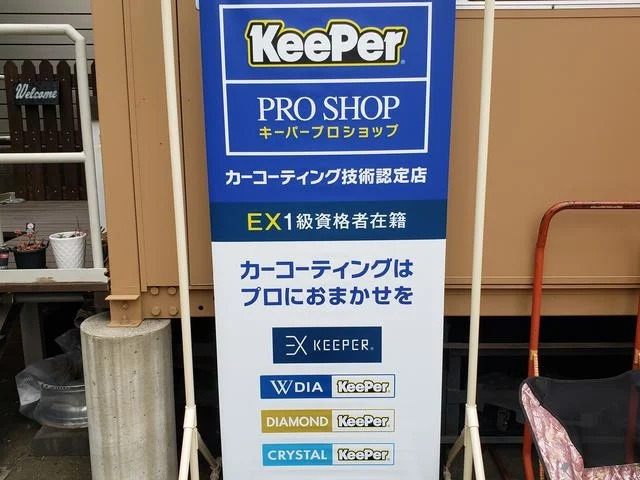 Welcome
KeePer
PRO SHOP
キーパープロショップ
カーコーティング技術認定店
EX1級資格者在籍
カーコーティングは
プロにおまかせを
EX KEEPER
W DIA KeePer
DIAMOND KeePer
CRYSTAL KeePer